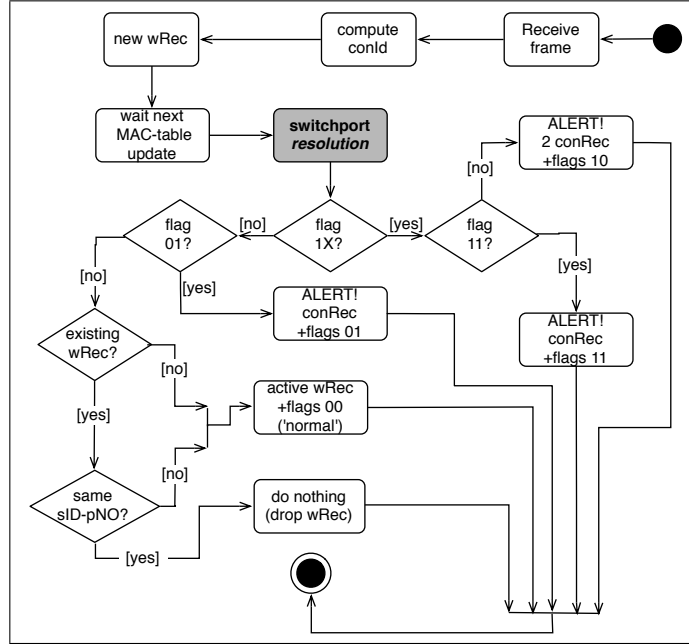 new wRec
compute
conId
Receive
frame
wait next
MAC-table
update
switchport
resolution
ALERT!
2 conRec
+flags 10
[no]
flag
01?
[no]
flag
1X?
[yes]
flag
11?
[no]
[yes]
[yes]
ALERT!
conRec
+flags 01
ALERT!
conRec
+flags 11
existing
wRec?
[no]
[yes]
active wRec
+flags 00
('normal')
[no]
same
sID-pNO?
do nothing
(drop wRec)
[yes]